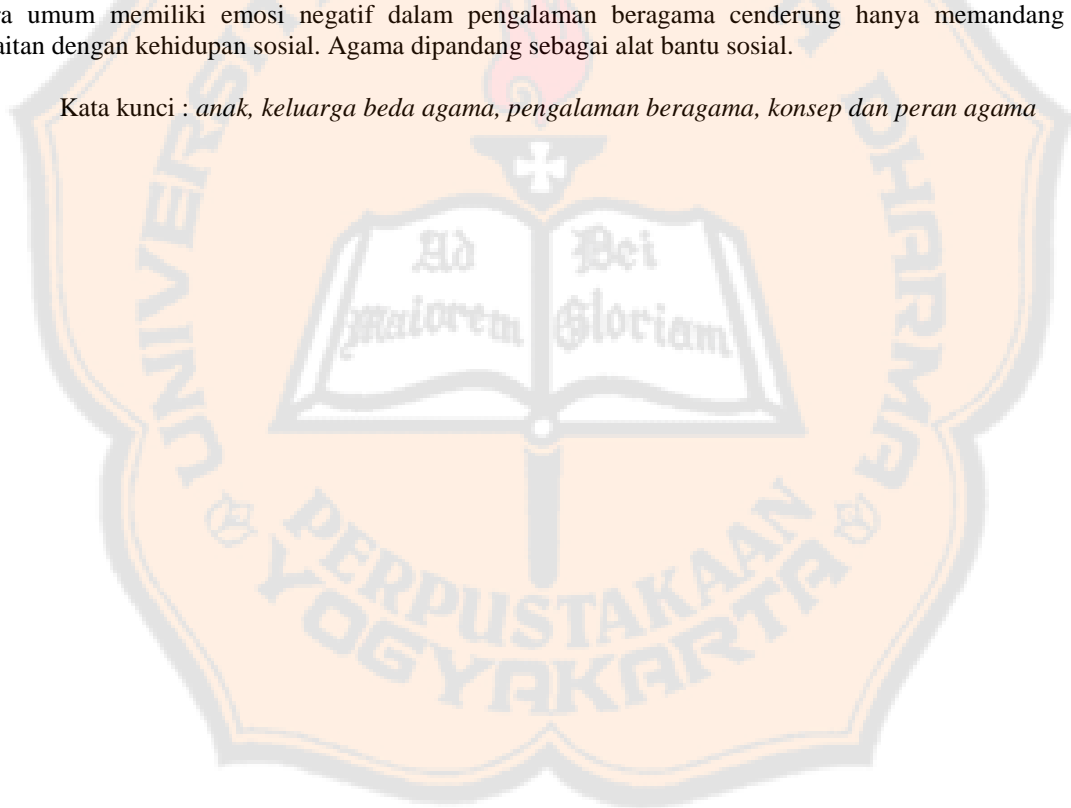 ra umum memiliki emosi negatif dalam pengalaman beragama cenderung hanya memandang
aitan dengan kehidupan sosial. Agama dipandang sebagai alat bantu sosial.
Kata kunci : anak, keluarga beda agama, pengalaman beragama, konsep dan peran agama
Ad Dei
Maiorem Gloriam
DHARMA
PERPUSTAKAAN
YOGYAKARTA